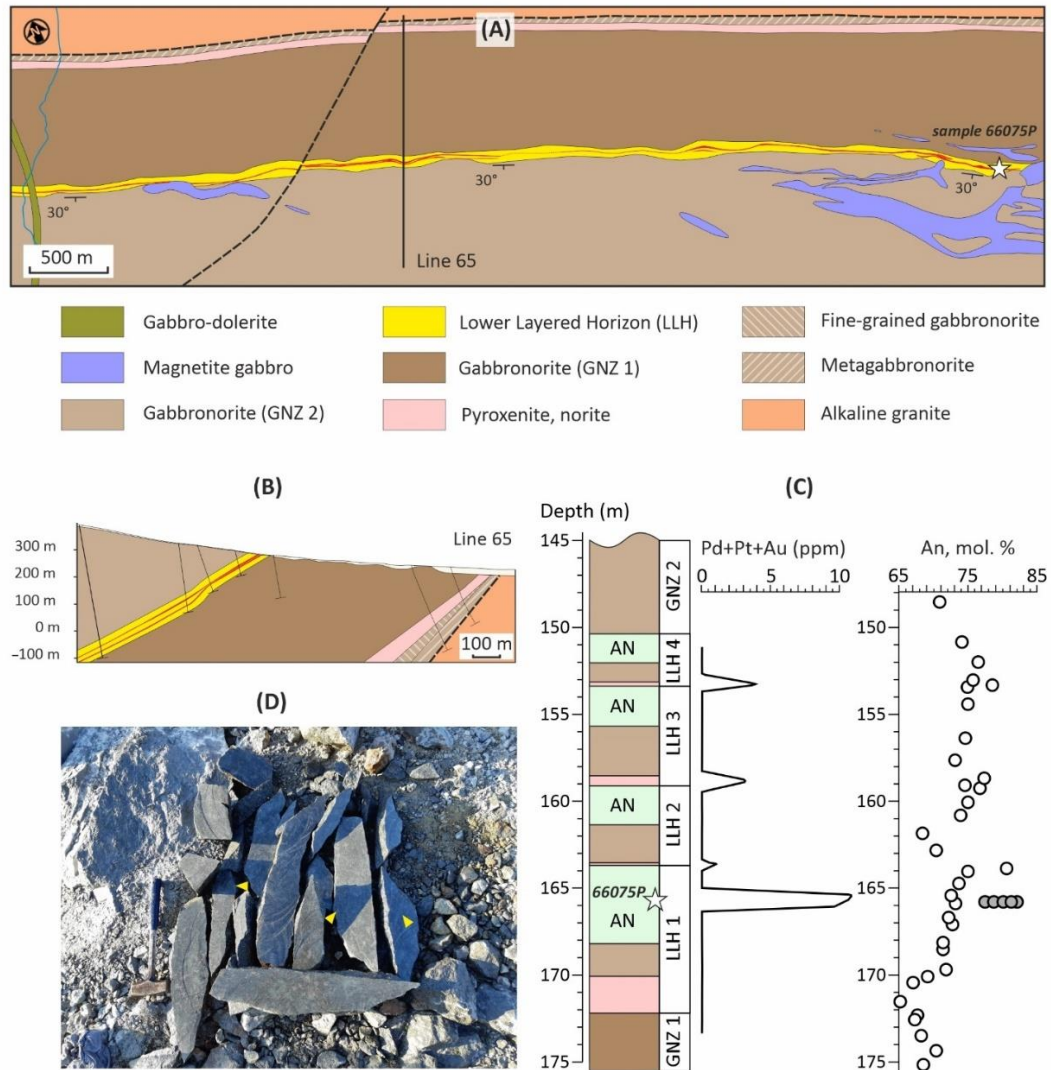 (A)
sample 66075P
30°
30°
30°
500 m
Line 65
Gabbro-dolerite
Lower Layered Horizon (LLH)
Fine-grained gabbronorite
Magnetite gabbro
Gabbronorite (GNZ 1)
Metagabbronorite
Gabbronorite (GNZ 2)
Pyroxenite, norite
Alkaline granite
(B)
Line 65
300 m
200 m
100 m
0 m
–100 m
100 m
(C)
Depth (m)
Pd+Pt+Au (ppm)
An, mol. %
0 5 10
65 75 85
145
150
155
160
165
170
175
GNZ 2
AN
LLH 4
AN
LLH 3
AN
LLH 2
66075P
AN
LLH 1
GNZ 1
150
155
160
165
170
175
(D)